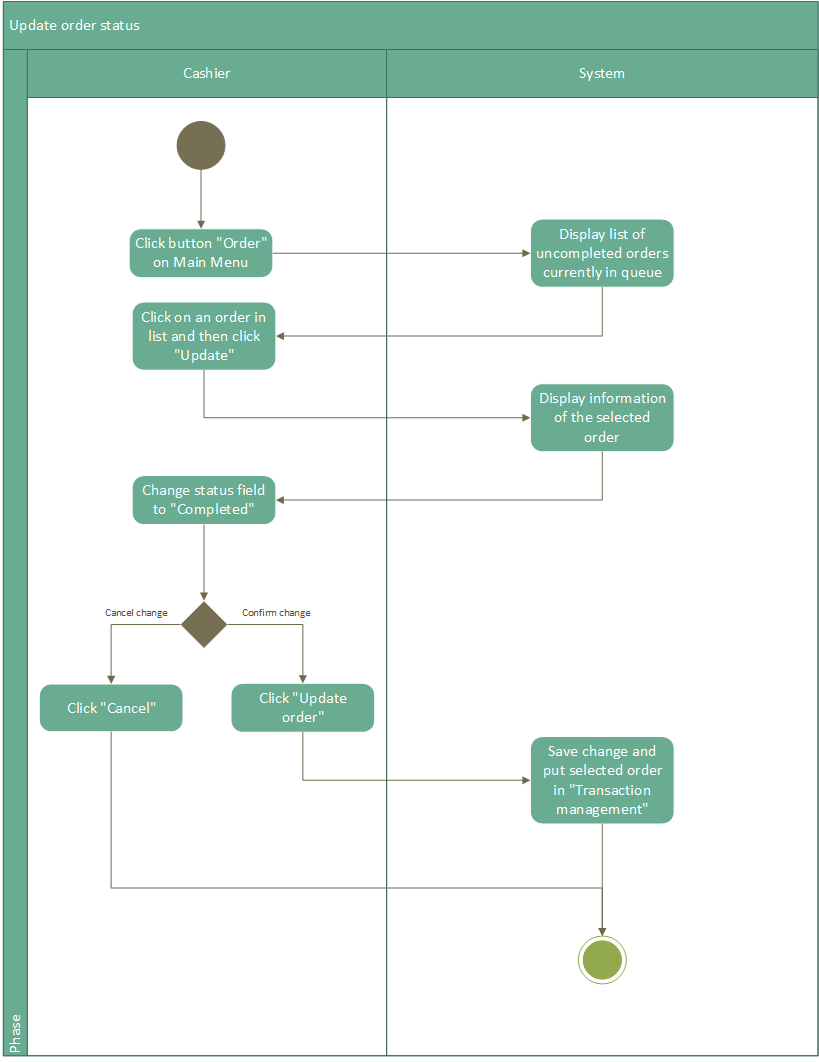 Update order status
Cashier
System
Click button "Order"
on Main Menu
Display list of
uncompleted orders
currently in queue
Click on an order in
list and then click
"Update"
Display information
of the selected
order
Change status field
to "Completed"
Cancel change
Confirm change
Click "Cancel"
Click "Update
order"
Save change and
put selected order
in "Transaction
management"
Phase